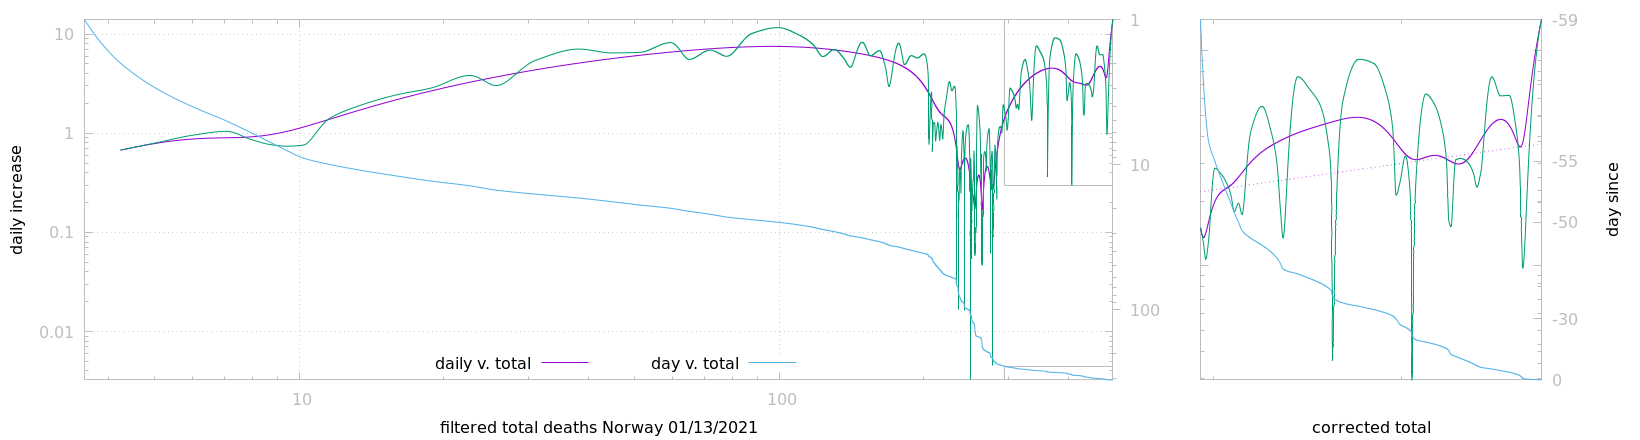 10
1
0.1
0.01
daily increase
10
100
filtered total deaths Norway 01/13/2021
daily v. total
day v. total
1
10
100
-59
-55
-50
-30
0
day since
corrected total